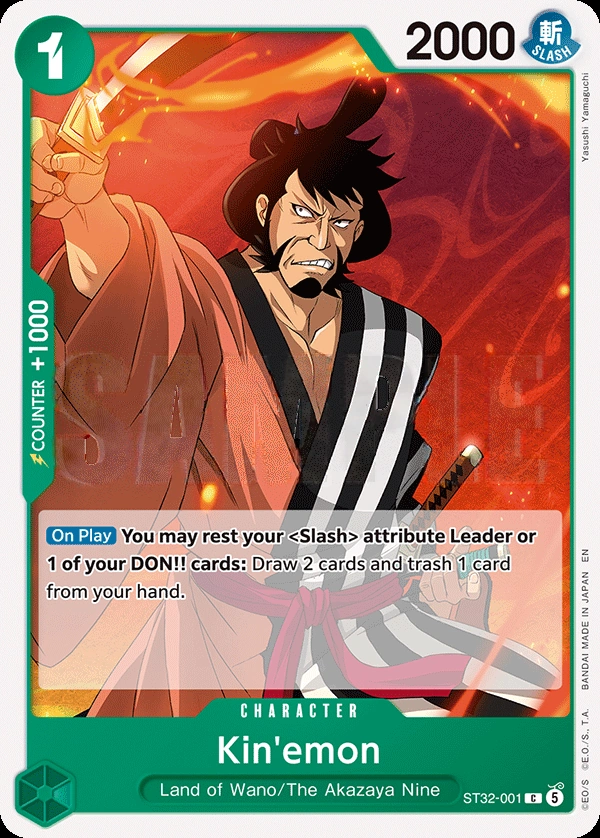 1
2000
斬
SLASH
Yasushi Yamaguchi
COUNTER +1000
SAMPLE
On Play You may rest your <Slash> attribute Leader or
1 of your DON!! cards: Draw 2 cards and trash 1 card
from your hand.
CHARACTER
Kin'emon
Land of Wano/The Akazaya Nine
ST32-001 C 5
©E.O/S ©E.O./S., T.A. BANDAI MADE IN JAPAN EN